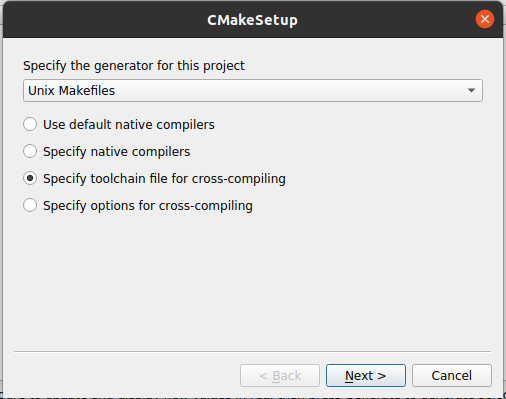 CMakeSetup
Specify the generator for this project
Unix Makefiles
Use default native compilers
Specify native compilers
Specify toolchain file for cross-compiling
Specify options for cross-compiling
< Back
Next >
Cancel